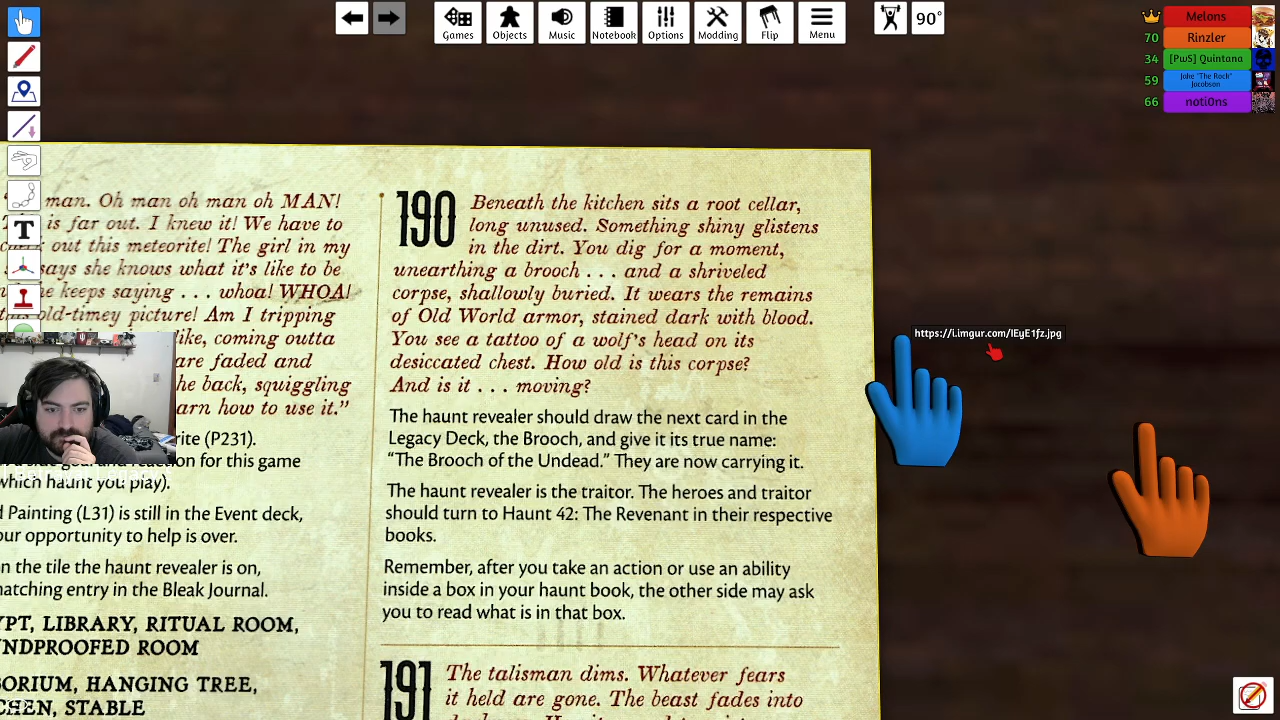 Games
Objects
Music
Notebook
Options
Modding
Flip
Menu
90°
Melons
70 Rinzler
34 [PwS] Quintana
59 Jake "The Rock" Jacobson
66 noti0ns
T
man. Oh man oh man oh MAN!
is far out. I knew it! We have to
out this meteorite! The girl in my
says she knows what it's like to be
he keeps saying . . . whoa! WHOA!
old-timey picture! Am I tripping
like, coming outta
are faded and
he back, squiggling
arn how to use it."
rite (P231).
on for this game
which haunt you play).
d Painting (L31) is still in the Event deck,
our opportunity to help is over.
n the tile the haunt revealer is on,
matching entry in the Bleak Journal.
YPT, LIBRARY, RITUAL ROOM,
NDPROOFED ROOM
ORIUM, HANGING TREE,
CHEN, STABLE
190 Beneath the kitchen sits a root cellar,
long unused. Something shiny glistens
in the dirt. You dig for a moment,
unearthing a brooch . . . and a shriveled
corpse, shallowly buried. It wears the remains
of Old World armor, stained dark with blood.
You see a tattoo of a wolf's head on its
desiccated chest. How old is this corpse?
And is it . . . moving?
The haunt revealer should draw the next card in the
Legacy Deck, the Brooch, and give it its true name:
"The Brooch of the Undead." They are now carrying it.
The haunt revealer is the traitor. The heroes and traitor
should turn to Haunt 42: The Revenant in their respective
books.
Remember, after you take an action or use an ability
inside a box in your haunt book, the other side may ask
you to read what is in that box.
191 The talisman dims. Whatever fears
it held are gone. The beast fades into
https://i.imgur.com/IEyE1fz.jpg